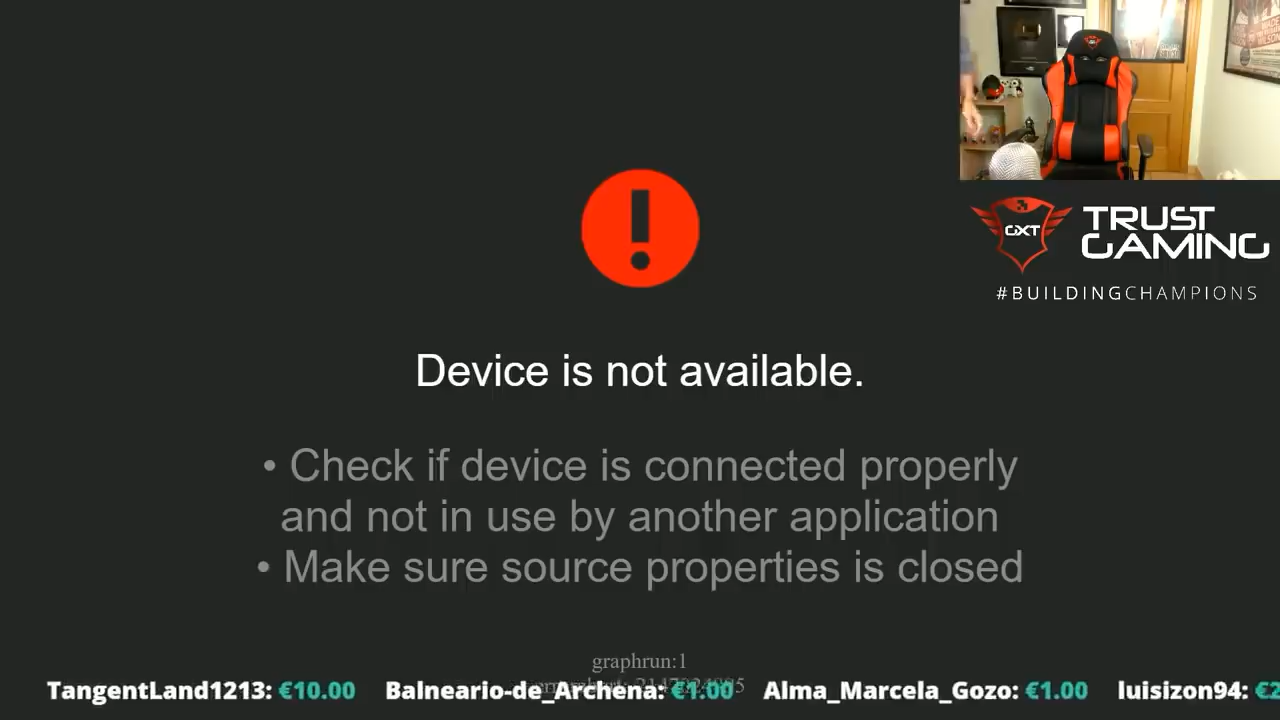 GXT
TRUST
GAMING
#BUILDINGCHAMPIONS
Device is not available.
• Check if device is connected properly
and not in use by another application
• Make sure source properties is closed
graphrun:1
TangentLand1213: €10.00 Balneario-de_Archena: €1.00 Alma_Marcela_Gozo: €1.00 luisizon94: